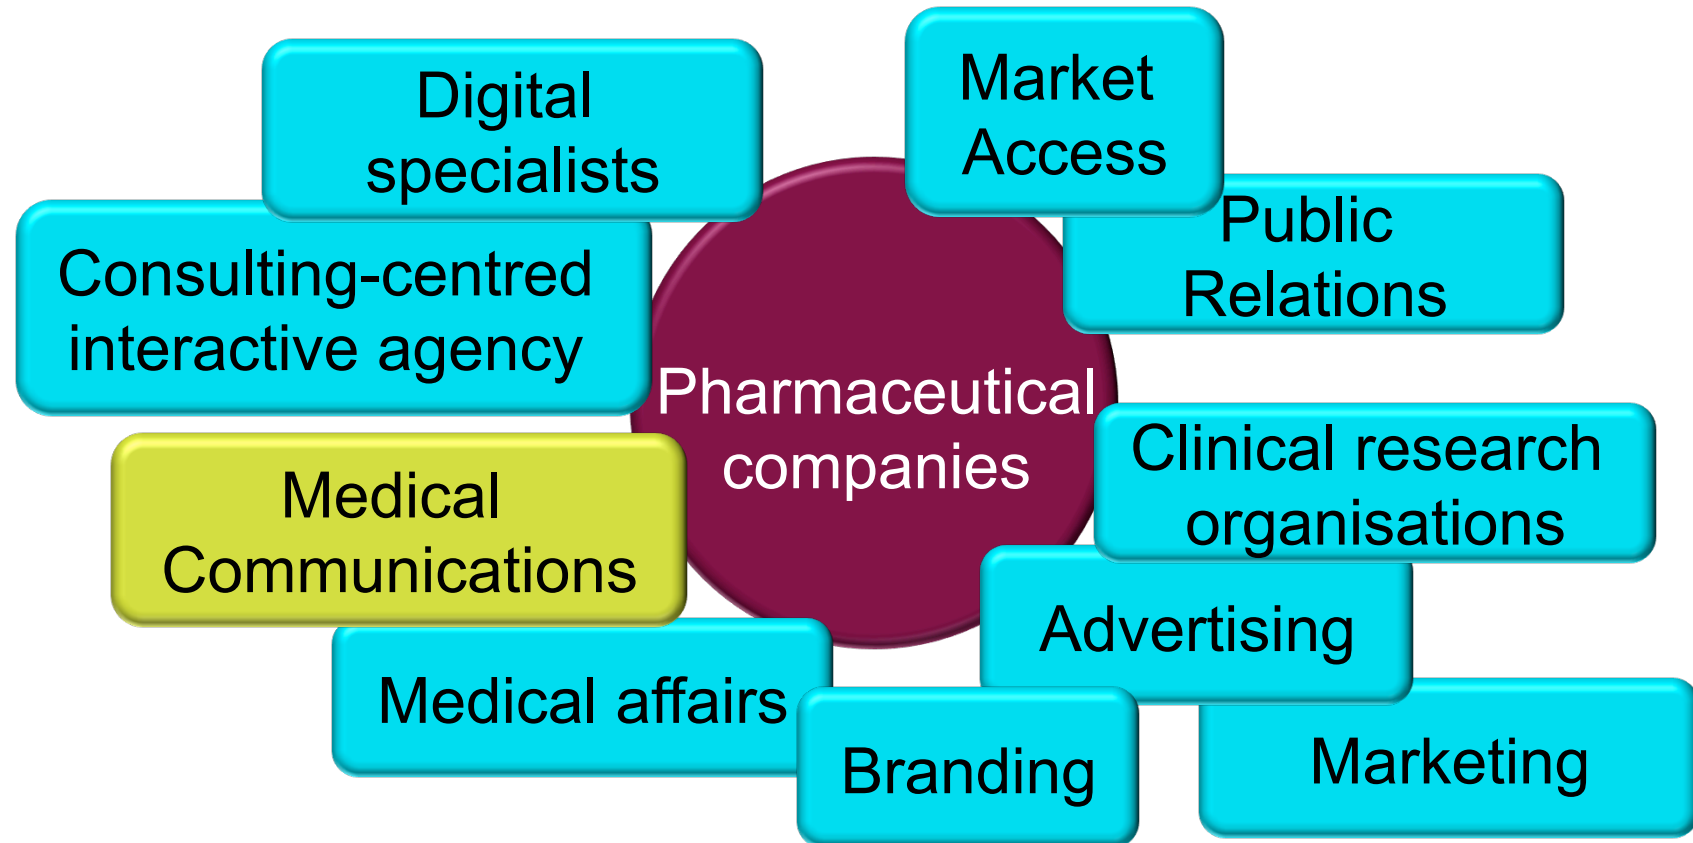 Digital
specialists
Market
Access
Public
Relations
Consulting-centred
interactive agency
Pharmaceutical
companies
Clinical research
organisations
Medical
Communications
Advertising
Medical affairs
Branding
Marketing